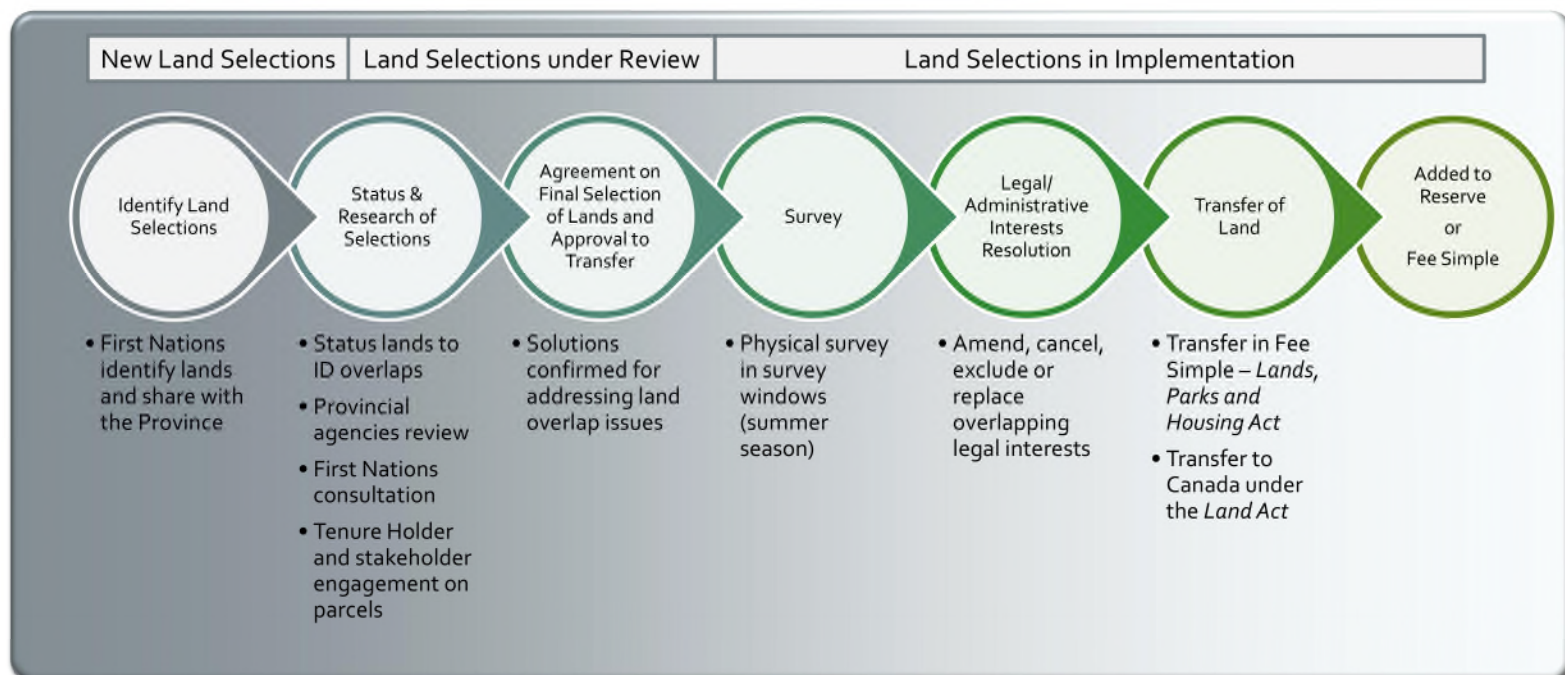 New Land Selections
Land Selections under Review
Land Selections in Implementation
Identify Land
Selections
Status &
Research of
Selections
Agreement on
Final Selection
of Lands and
Approval to
Transfer
Survey
Legal/
Administrative
Interests
Resolution
Transfer of
Land
Added to
Reserve
or
Fee Simple
• First Nations
identify lands
and share with
the Province
• Status lands to
ID overlaps
• Provincial
agencies review
• First Nations
consultation
• Tenure Holder
and stakeholder
engagement on
parcels
• Solutions
confirmed for
addressing land
overlap issues
• Physical survey
in survey
windows
(summer
season)
• Amend, cancel,
exclude or
replace
overlapping
legal interests
• Transfer in Fee
Simple – Lands,
Parks and
Housing Act
• Transfer to
Canada under
the Land Act